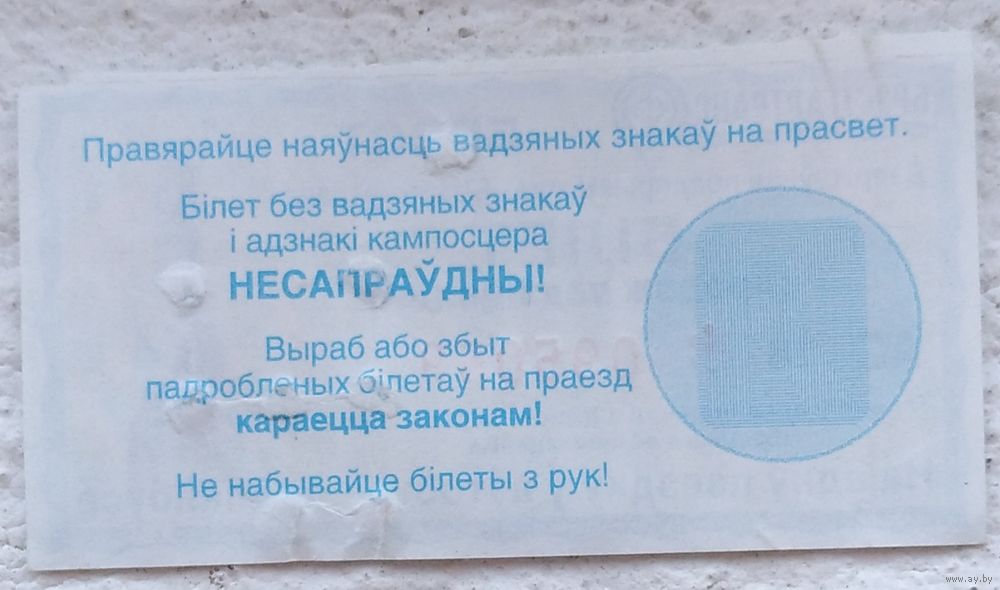 Правярайце наяўнасць вадзяных знакаў на прасвет.
Білет без вадзяных знакаў
і адзнакі кампосцера
НЕСАПРАЎДНЫ!
Выраб або збыт
падробленых білетаў на праезд
караецца законам!
Не набывайце білеты з рук!
www.ay.by